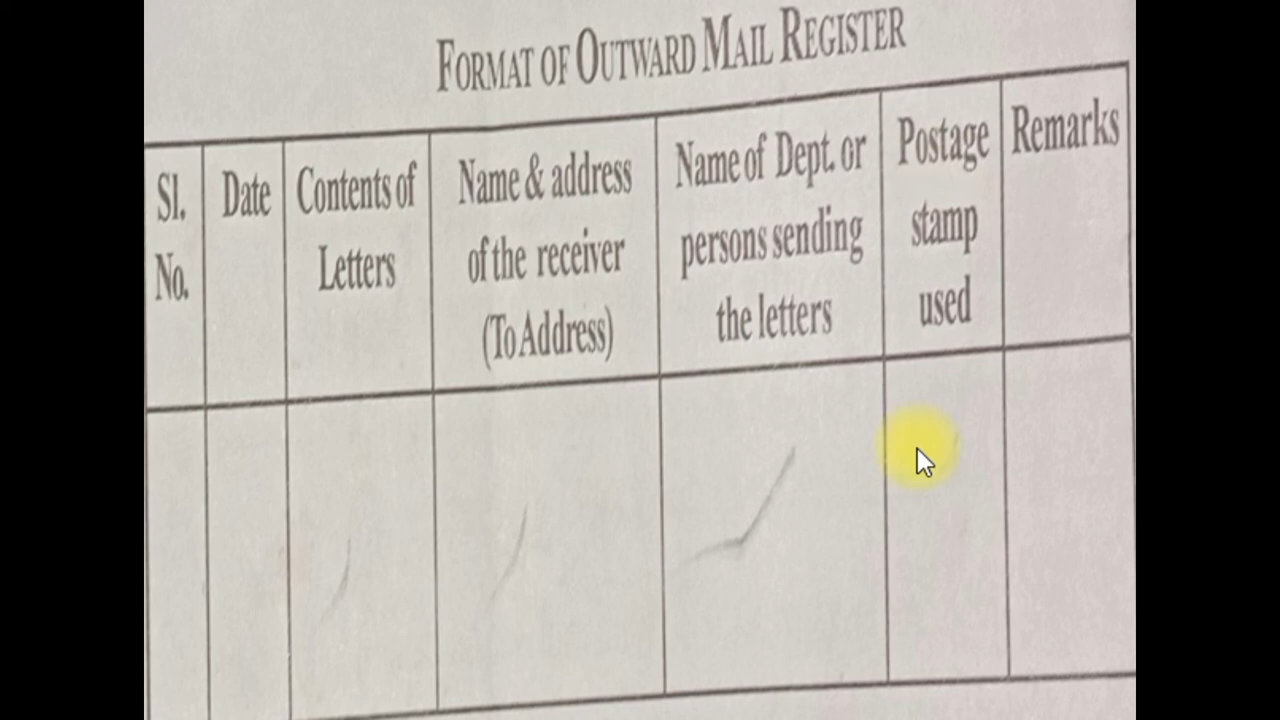 FORMAT OF OUTWARD MAIL REGISTER
Sl.
No.
Date
Contents of
Letters
Name & address
of the receiver
(To Address)
Name of Dept. or
persons sending
the letters
Postage
stamp
used
Remarks